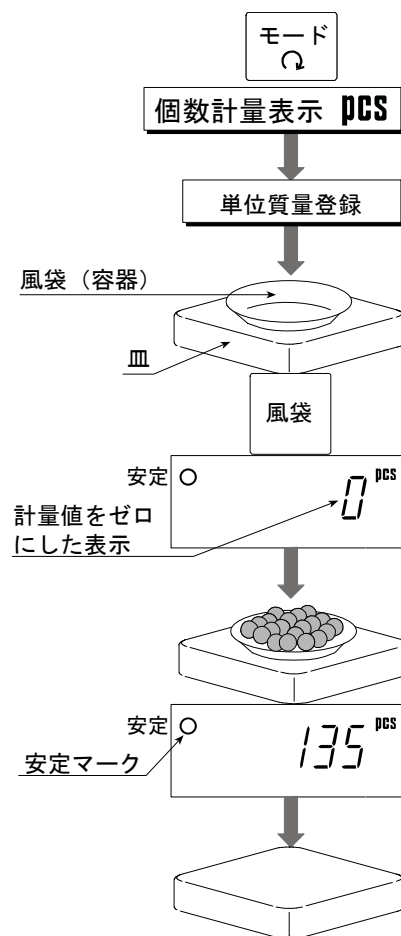 モード
個数計量表示 pcs
単位質量登録
風袋（容器）
皿
風袋
安定
0 pcs
計量値をゼロ
にした表示
安定
135 pcs
安定マーク